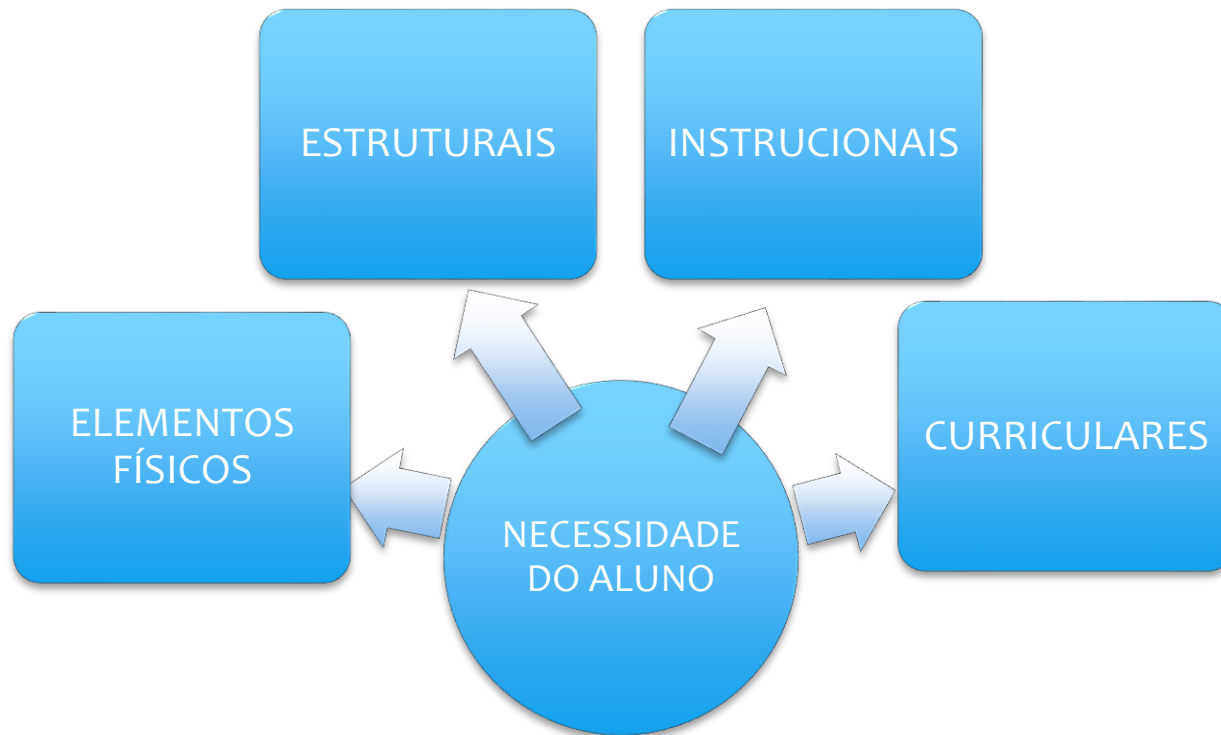 ESTRUTURAIS
INSTRUCIONAIS
ELEMENTOS
FÍSICOS
CURRICULARES
NECESSIDADE
DO ALUNO